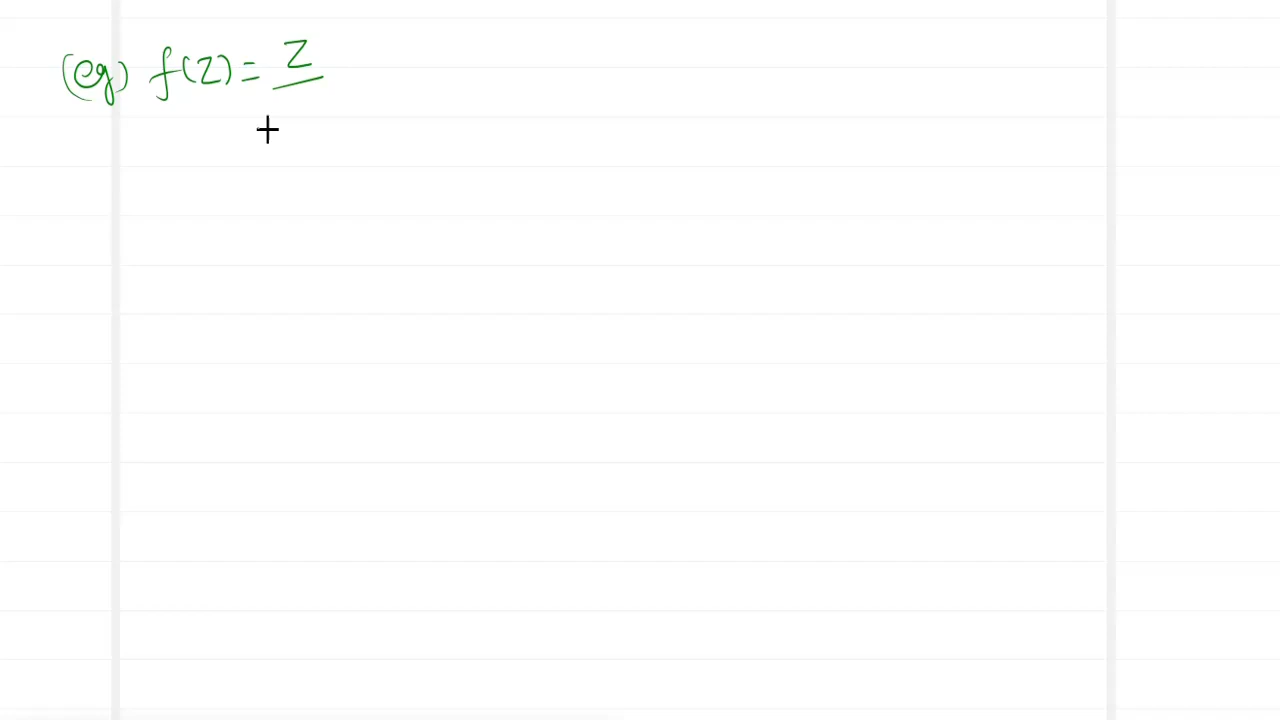 (eg) f(z) = z/